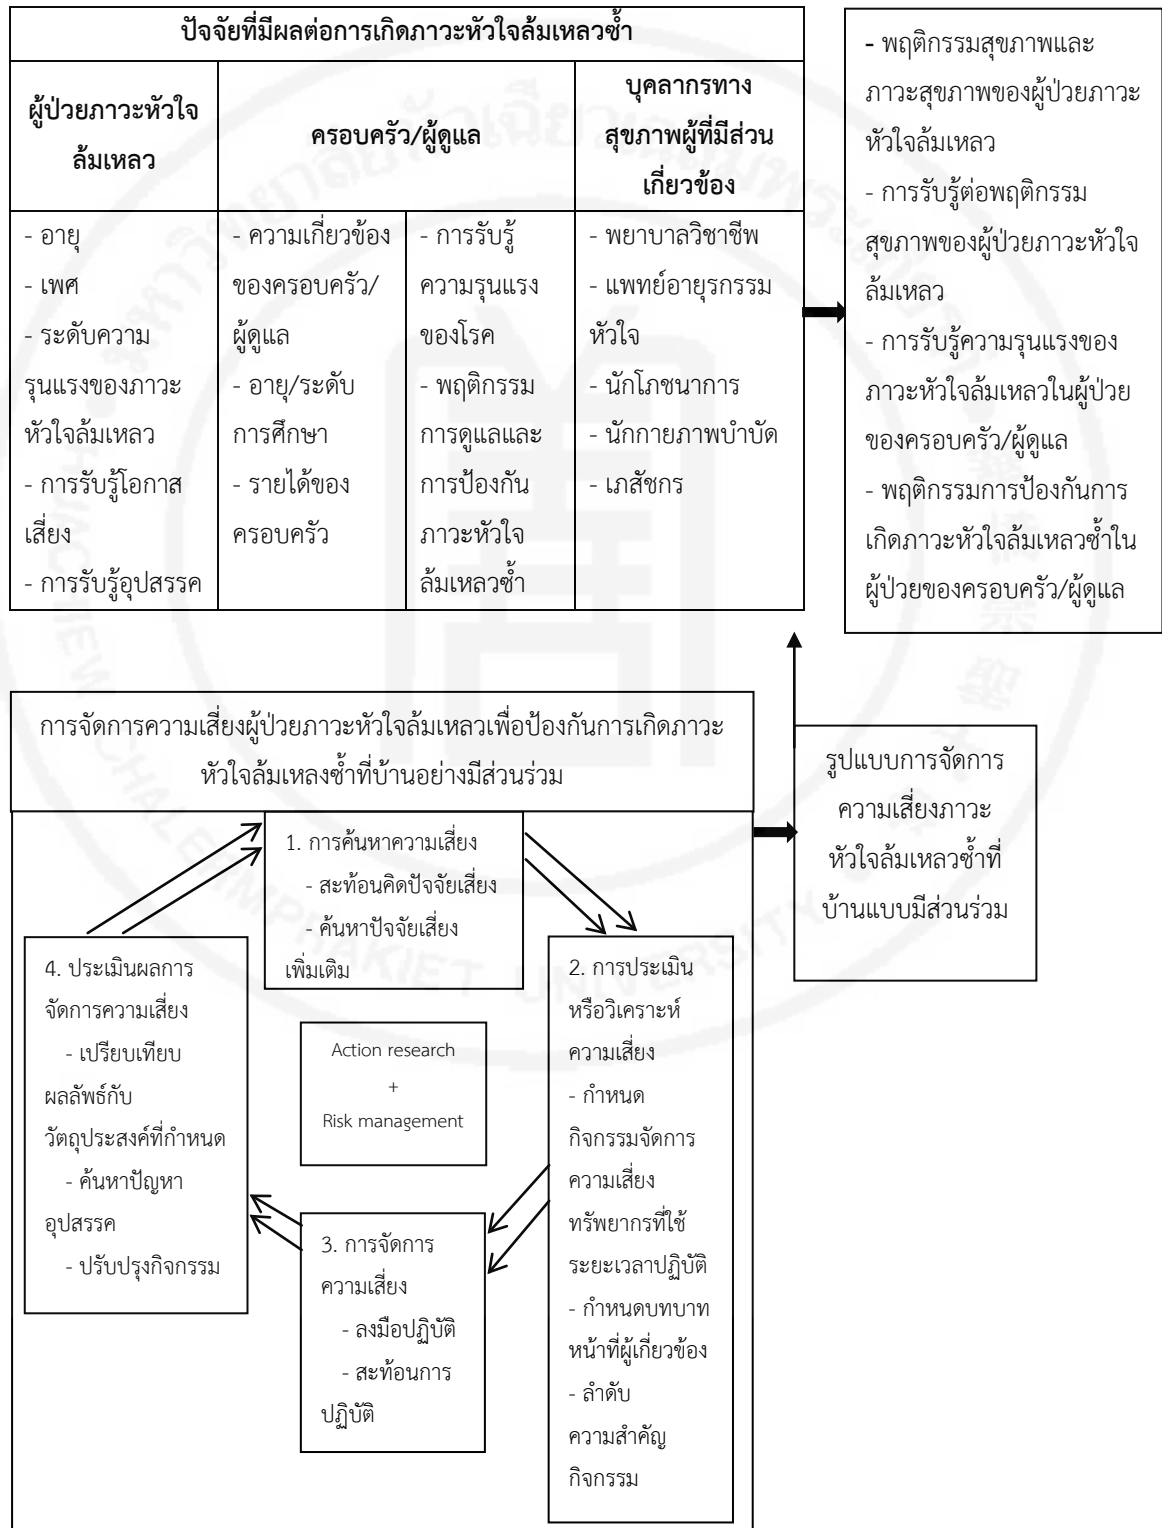 ปัจจัยที่มีผลต่อการเกิดภาวะหัวใจล้มเหลวซ้ำ
ผู้ป่วยภาวะหัวใจ
ล้มเหลว
ครอบครัว/ผู้ดูแล
บุคลากรทาง
สุขภาพผู้ที่มีส่วน
เกี่ยวข้อง
- อายุ
- เพศ
- ระดับความ
รุนแรงของภาวะ
หัวใจล้มเหลว
- การรับรู้โอกาส
เสี่ยง
- การรับรู้อุปสรรค
- ความเกี่ยวข้อง
ของครอบครัว/
ผู้ดูแล
- อายุ/ระดับ
การศึกษา
- รายได้ของ
ครอบครัว
- การรับรู้
ความรุนแรง
ของโรค
- พฤติกรรม
การดูแลและ
การป้องกัน
ภาวะหัวใจ
ล้มเหลวซ้ำ
- พยาบาลวิชาชีพ
- แพทย์อายุรกรรม
หัวใจ
- นักโภชนาการ
- นักกายภาพบำบัด
- เภสัชกร
- พฤติกรรมสุขภาพและ
ภาวะสุขภาพของผู้ป่วยภาวะ
หัวใจล้มเหลว
- การรับรู้ต่อพฤติกรรม
สุขภาพของผู้ป่วยภาวะหัวใจ
ล้มเหลว
- การรับรู้ความรุนแรงของ
ภาวะหัวใจล้มเหลวในผู้ป่วย
ของครอบครัว/ผู้ดูแล
- พฤติกรรมการป้องกันการ
เกิดภาวะหัวใจล้มเหลวซ้ำใน
ผู้ป่วยของครอบครัว/ผู้ดูแล
การจัดการความเสี่ยงผู้ป่วยภาวะหัวใจล้มเหลวเพื่อป้องกันการเกิดภาวะ
หัวใจล้มเหลงซ้ำที่บ้านอย่างมีส่วนร่วม
รูปแบบการจัดการ
ความเสี่ยงภาวะ
หัวใจล้มเหลวซ้ำที่
บ้านแบบมีส่วนร่วม
1. การค้นหาความเสี่ยง
- สะท้อนคิดปัจจัยเสี่ยง
- ค้นหาปัจจัยเสี่ยง
เพิ่มเติม
2. การประเมิน
หรือวิเคราะห์
ความเสี่ยง
- กำหนด
กิจกรรมจัดการ
ความเสี่ยง
ทรัพยากรที่ใช้
ระยะเวลาปฏิบัติ
- กำหนดบทบาท
หน้าที่ผู้เกี่ยวข้อง
- ลำดับ
ความสำคัญ
กิจกรรม
Action research
+
Risk management
3. การจัดการ
ความเสี่ยง
- ลงมือปฏิบัติ
- สะท้อนการ
ปฏิบัติ
4. ประเมินผลการ
จัดการความเสี่ยง
- เปรียบเทียบ
ผลลัพธ์กับ
วัตถุประสงค์ที่กำหนด
- ค้นหาปัญหา
อุปสรรค
- ปรับปรุงกิจกรรม